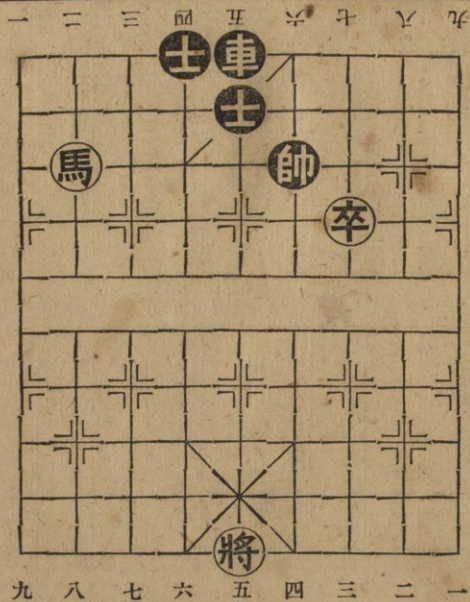 一 二 三 四 五 六 七 八 九
士 車
士
馬 帥
卒
將
九 八 七 六 五 四 三 二 一